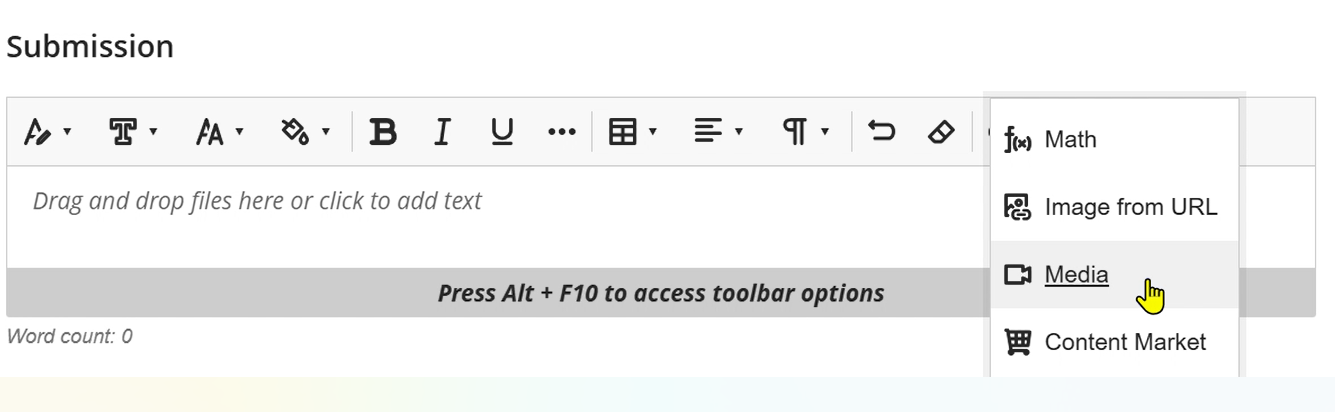 Submission
B I U
Math
Drag and drop files here or click to add text
Image from URL
Media
Press Alt + F10 to access toolbar options
Content Market
Word count: 0